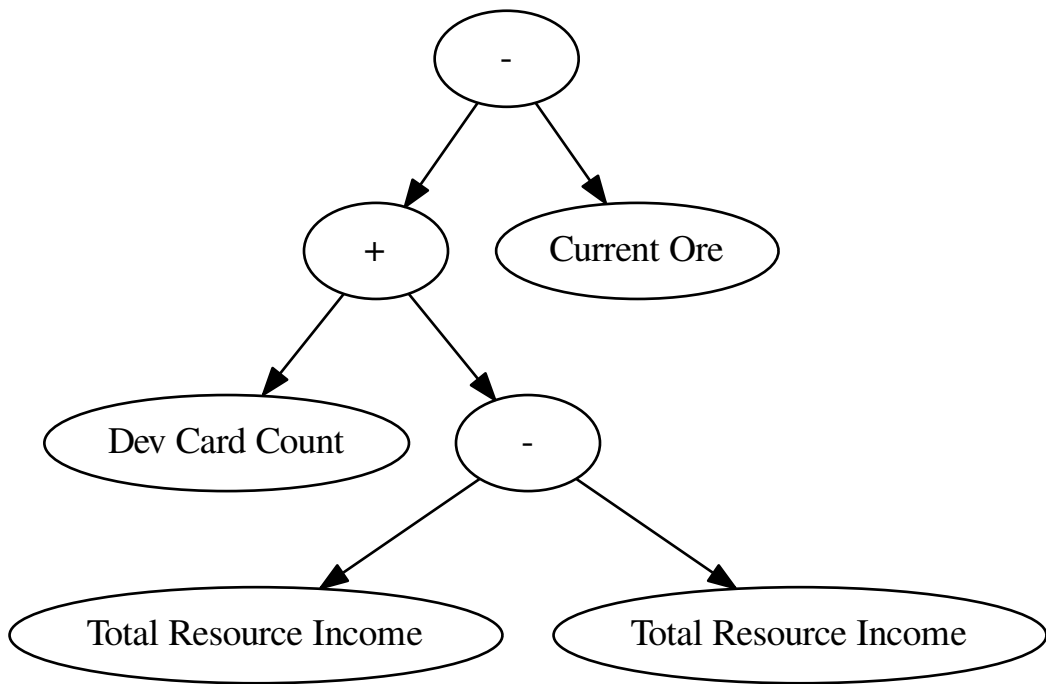 -
+
Current Ore
Dev Card Count
-
Total Resource Income
Total Resource Income